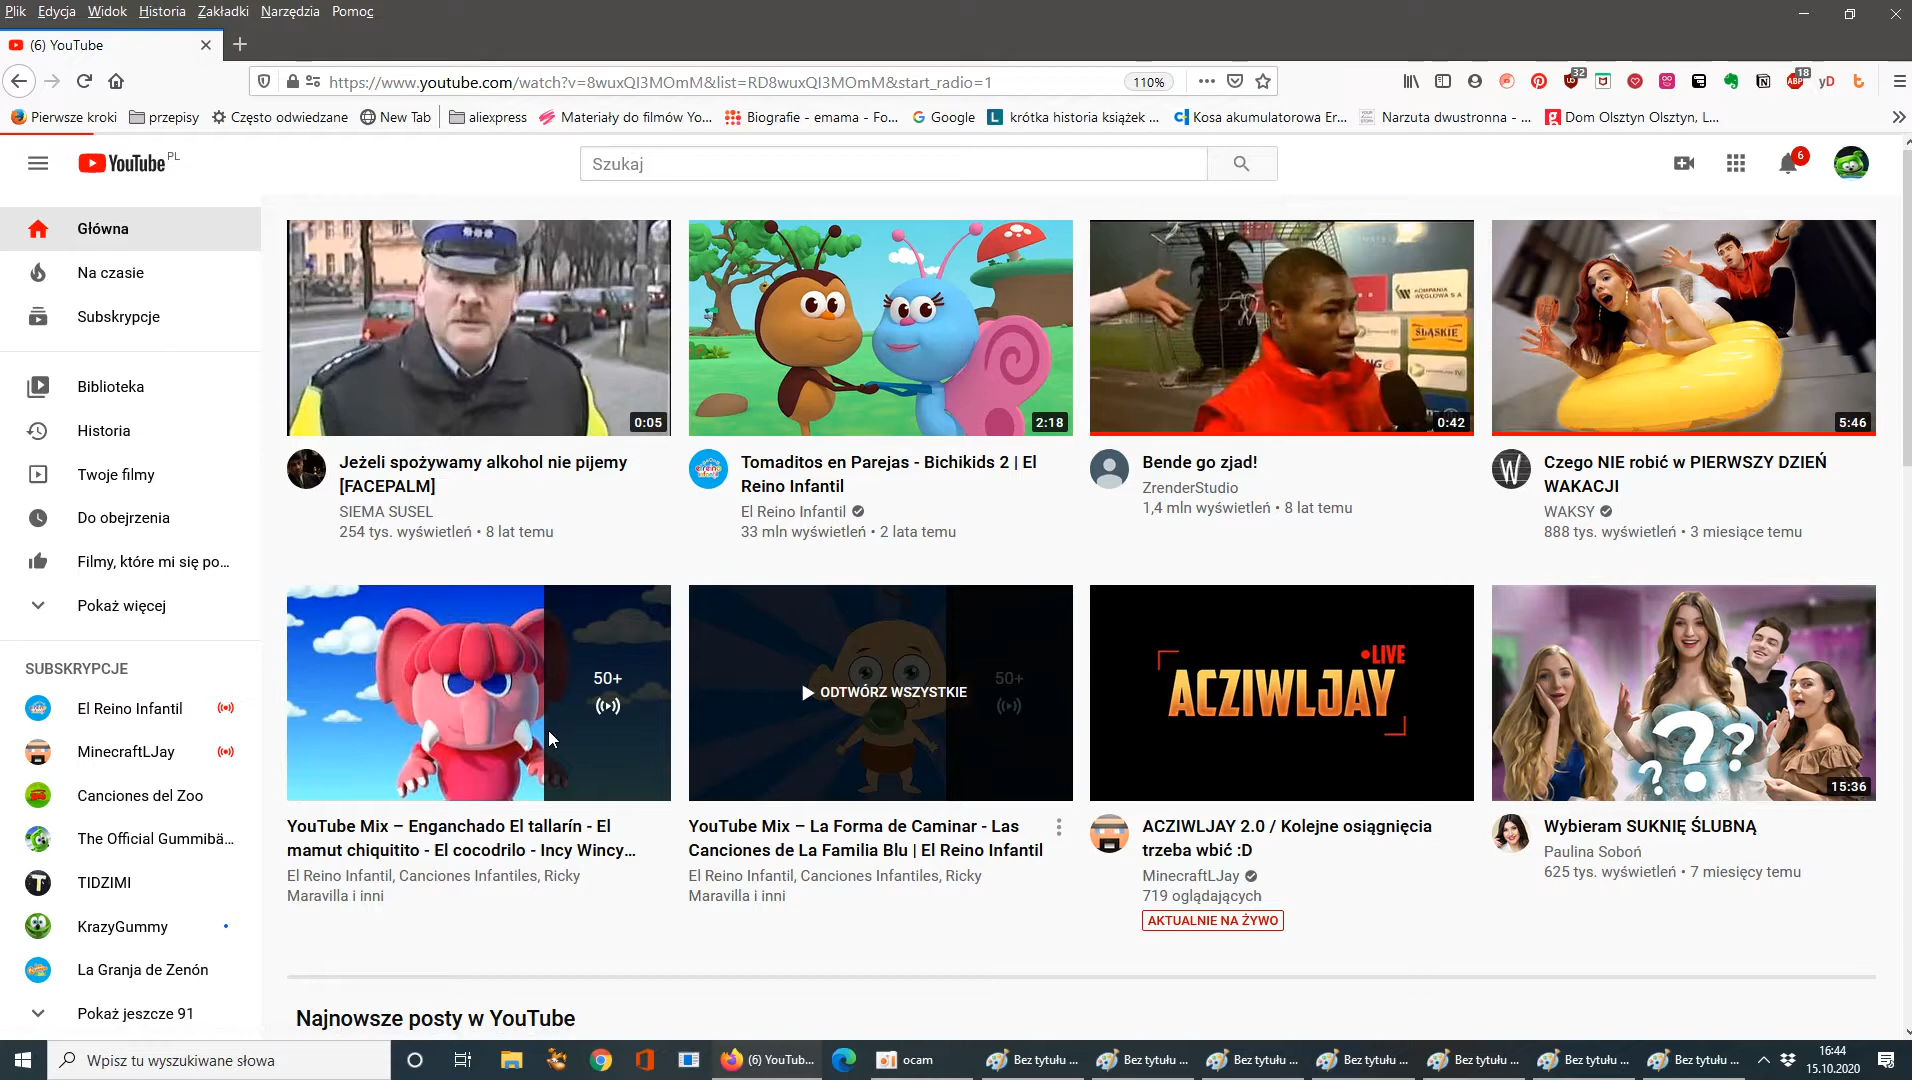 Plik Edycja Widok Historia Zakładki Narzędzia Pomoc
(6) YouTube
https://www.youtube.com/watch?v=8wuxQI3MOmM&list=RD8wuxQI3MOmM&start_radio=1
110%
32
18
yD
Pierwsze kroki
przepisy
Często odwiedzane
New Tab
aliexpress
Materiały do filmów Yo...
Biografie - emama - Fo...
Google
krótka historia książek ...
Kosa akumulatorowa Er...
Narzuta dwustronna - ...
Dom Olsztyn Olsztyn, L...
YouTube PL
Szukaj
6
Główna
Na czasie
Subskrypcje
Biblioteka
Historia
Twoje filmy
Do obejrzenia
Filmy, które mi się po...
Pokaż więcej
SUBSKRYPCJE
El Reino Infantil
MinecraftLJay
Canciones del Zoo
The Official Gummibä...
TIDZIMI
KrazyGummy
La Granja de Zenón
Pokaż jeszcze 91
0:05
Jeżeli spożywamy alkohol nie pijemy
[FACEPALM]
SIEMA SUSEL
254 tys. wyświetleń • 8 lat temu
2:18
Tomaditos en Parejas - Bichikids 2 | El
Reino Infantil
El Reino Infantil
33 mln wyświetleń • 2 lata temu
KOMPANIA
WĘGLOWA S.A
ŚLĄSKIE
0:42
Bende go zjad!
ZrenderStudio
1,4 mln wyświetleń • 8 lat temu
5:46
Czego NIE robić w PIERWSZY DZIEŃ
WAKACJI
WAKSY
888 tys. wyświetleń • 3 miesiące temu
50+
YouTube Mix – Enganchado El tallarín - El
mamut chiquitito - El cocodrilo - Incy Wincy...
El Reino Infantil, Canciones Infantiles, Ricky
Maravilla i inni
ODTWÓRZ WSZYSTKIE
50+
YouTube Mix – La Forma de Caminar - Las
Canciones de La Familia Blu | El Reino Infantil
El Reino Infantil, Canciones Infantiles, Ricky
Maravilla i inni
LIVE
ACZIWLJAY
ACZIWLJAY 2.0 / Kolejne osiągnięcia
trzeba wbić :D
MinecraftLJay
719 oglądających
AKTUALNIE NA ŻYWO
???
15:36
Wybieram SUKNIĘ ŚLUBNĄ
Paulina Soboń
625 tys. wyświetleń • 7 miesięcy temu
Najnowsze posty w YouTube
Wpisz tu wyszukiwane słowa
(6) YouTub...
ocam
Bez tytułu ...
Bez tytułu ...
Bez tytułu ...
Bez tytułu ...
Bez tytułu ...
Bez tytułu ...
Bez tytułu ...
16:44
15.10.2020